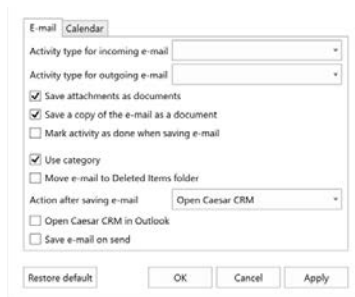 E-mail Calendar
Activity type for incoming e-mail
Activity type for outgoing e-mail
Save attachments as documents
Save a copy of the e-mail as a document
Mark activity as done when saving e-mail
Use category
Move e-mail to Deleted Items folder
Action after saving e-mail Open Caesar CRM
Open Caesar CRM in Outlook
Save e-mail on send
Restore default OK Cancel Apply